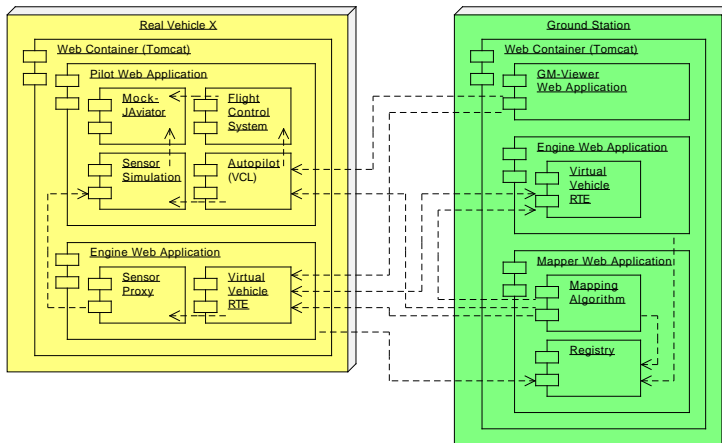 Real Vehicle X
Web Container (Tomcat)
Pilot Web Application
Mock-
JAviator
Flight
Control
System
Sensor
Simulation
Autopilot
(VCL)
Engine Web Application
Sensor
Proxy
Virtual
Vehicle
RTE
Ground Station
Web Container (Tomcat)
GM-Viewer
Web Application
Engine Web Application
Virtual
Vehicle
RTE
Mapper Web Application
Mapping
Algorithm
Registry